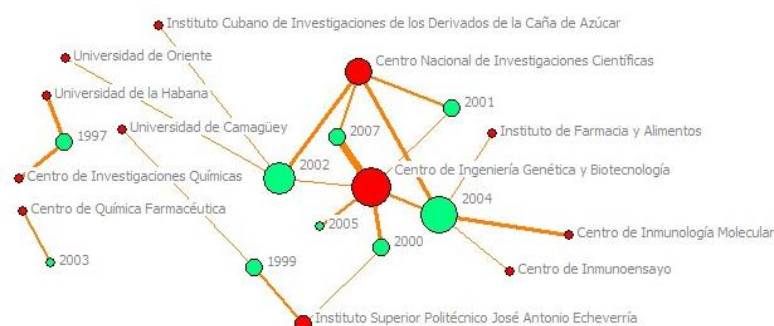 Instituto Cubano de Investigaciones de los Derivados de la Caña de Azúcar
Universidad de Oriente
Centro Nacional de Investigaciones Científicas
Universidad de la Habana
2001
Universidad de Camagüey
2007
Instituto de Farmacia y Alimentos
1997
2002
Centro de Ingeniería Genética y Biotecnología
Centro de Investigaciones Químicas
2004
Centro de Química Farmacéutica
2005
Centro de Inmunología Molecular
2000
2003
1999
Centro de Inmunoensayo
Instituto Superior Politécnico José Antonio Echeverría